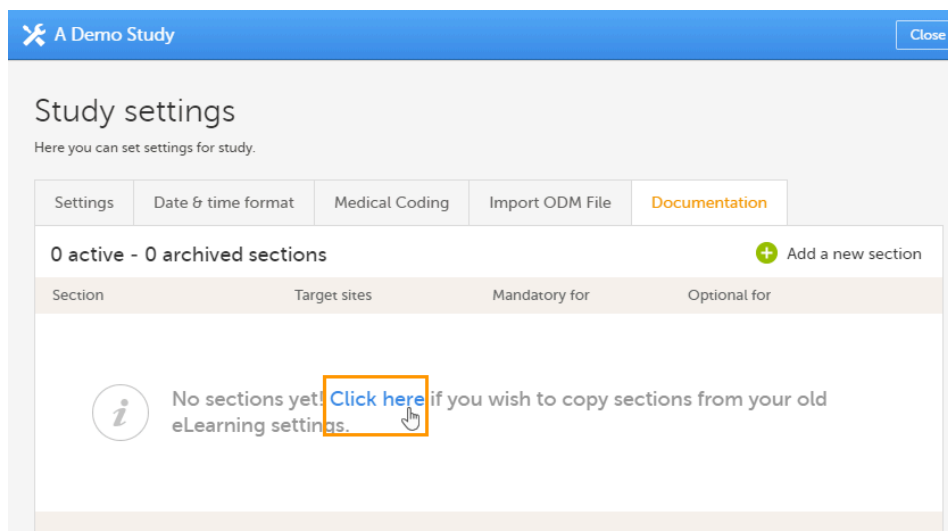 A Demo Study
Close
Study settings
Here you can set settings for study.
Settings
Date & time format
Medical Coding
Import ODM File
Documentation
0 active - 0 archived sections
Add a new section
Section
Target sites
Mandatory for
Optional for
No sections yet! Click here if you wish to copy sections from your old
eLearning settings.